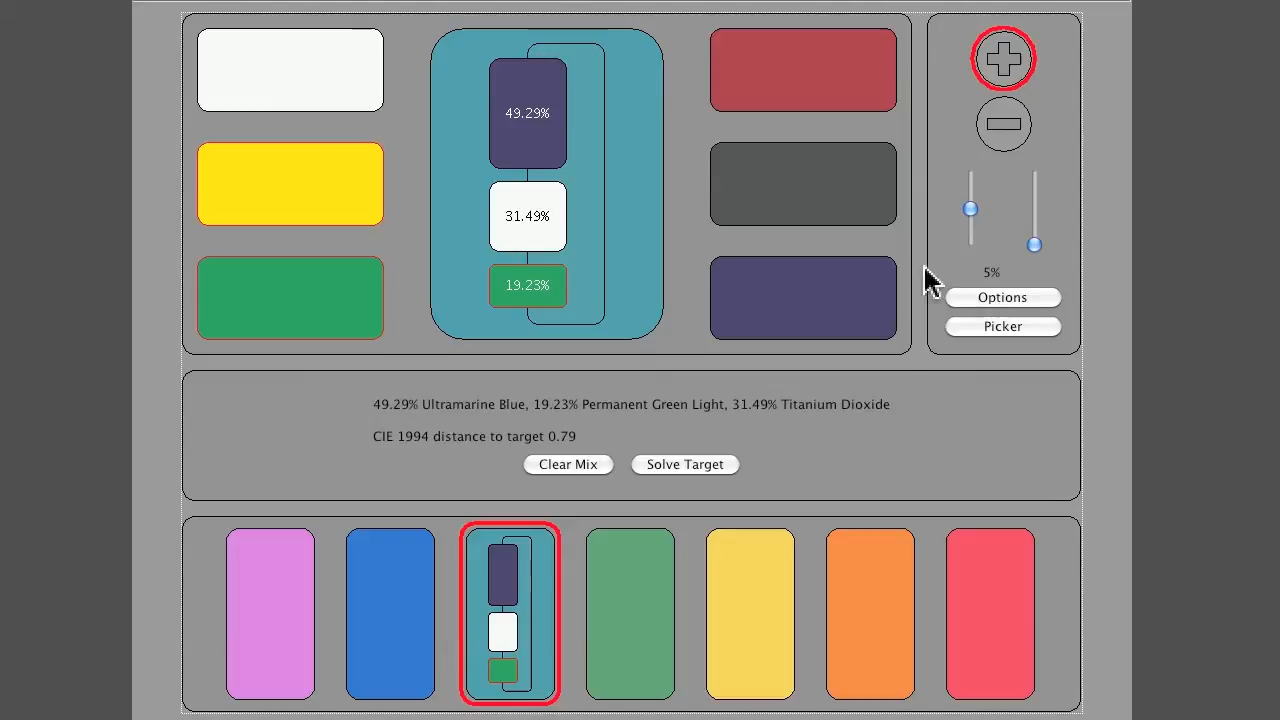 49.29%
31.49%
19.23%
5%
Options
Picker
49.29% Ultramarine Blue, 19.23% Permanent Green Light, 31.49% Titanium Dioxide
CIE 1994 distance to target 0.79
Clear Mix Solve Target